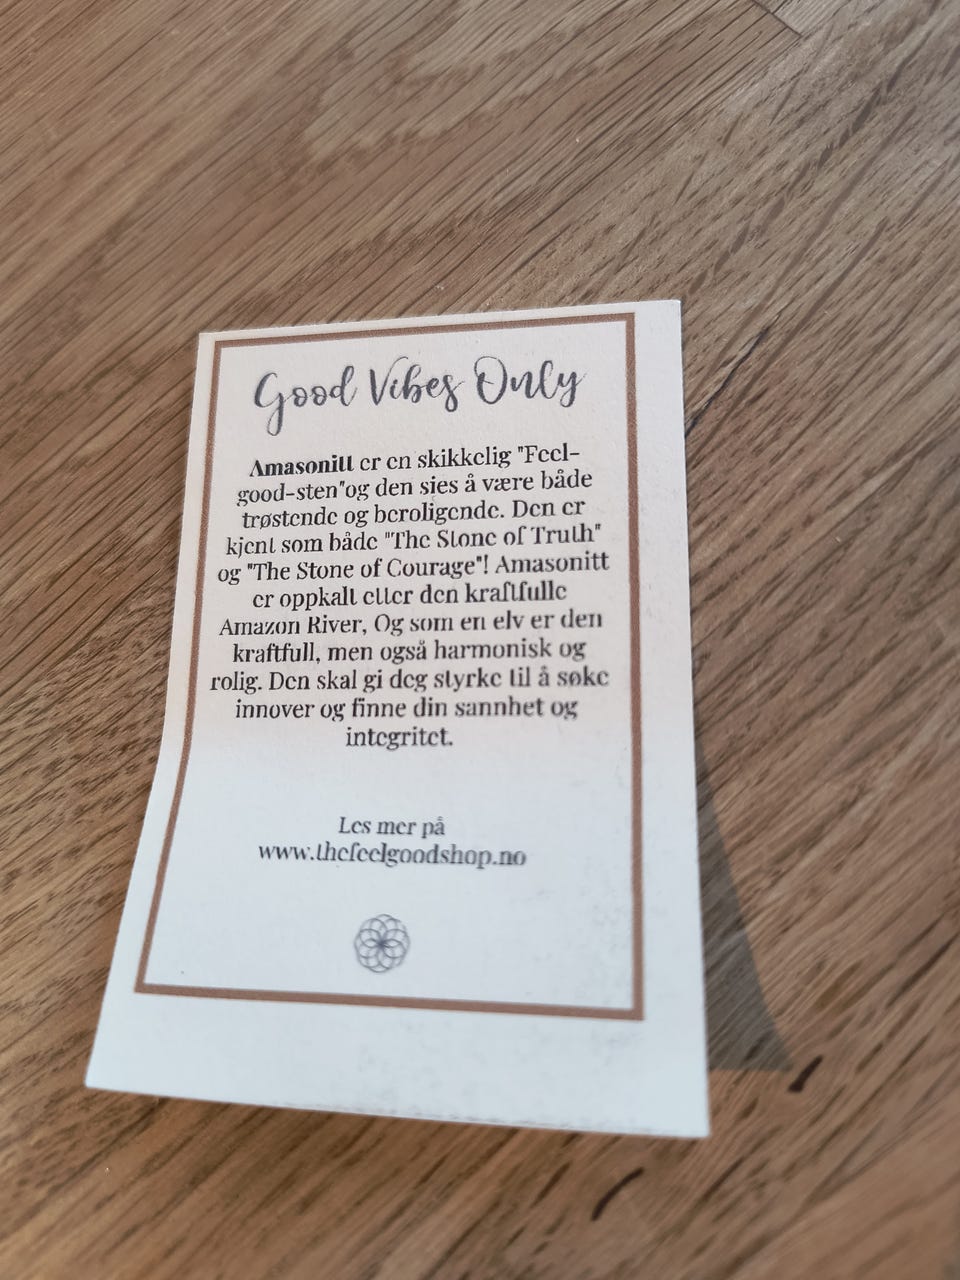 Good Vibes Only
Amasonitt er en skikkelig "Feel-
good-sten"og den sies å være både
trøstende og beroligende. Den er
kjent som både "The Stone of Truth"
og "The Stone of Courage"! Amasonitt
er oppkalt etter den kraftfulle
Amazon River, Og som en elv er den
kraftfull, men også harmonisk og
rolig. Den skal gi deg styrke til å søke
innover og finne din sannhet og
integritet.
Les mer på
www.thefeelgoodshop.no